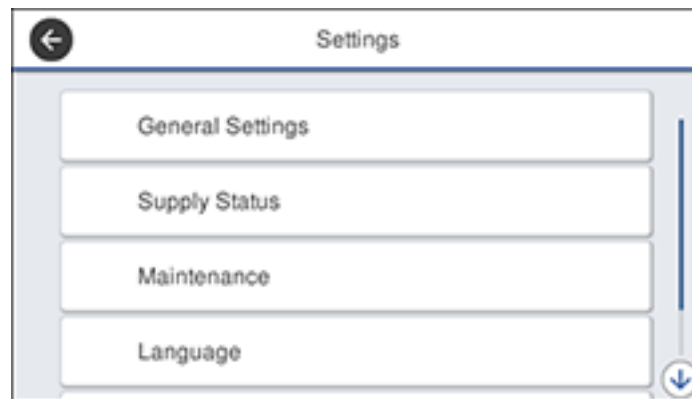 Settings
General Settings
Supply Status
Maintenance
Language